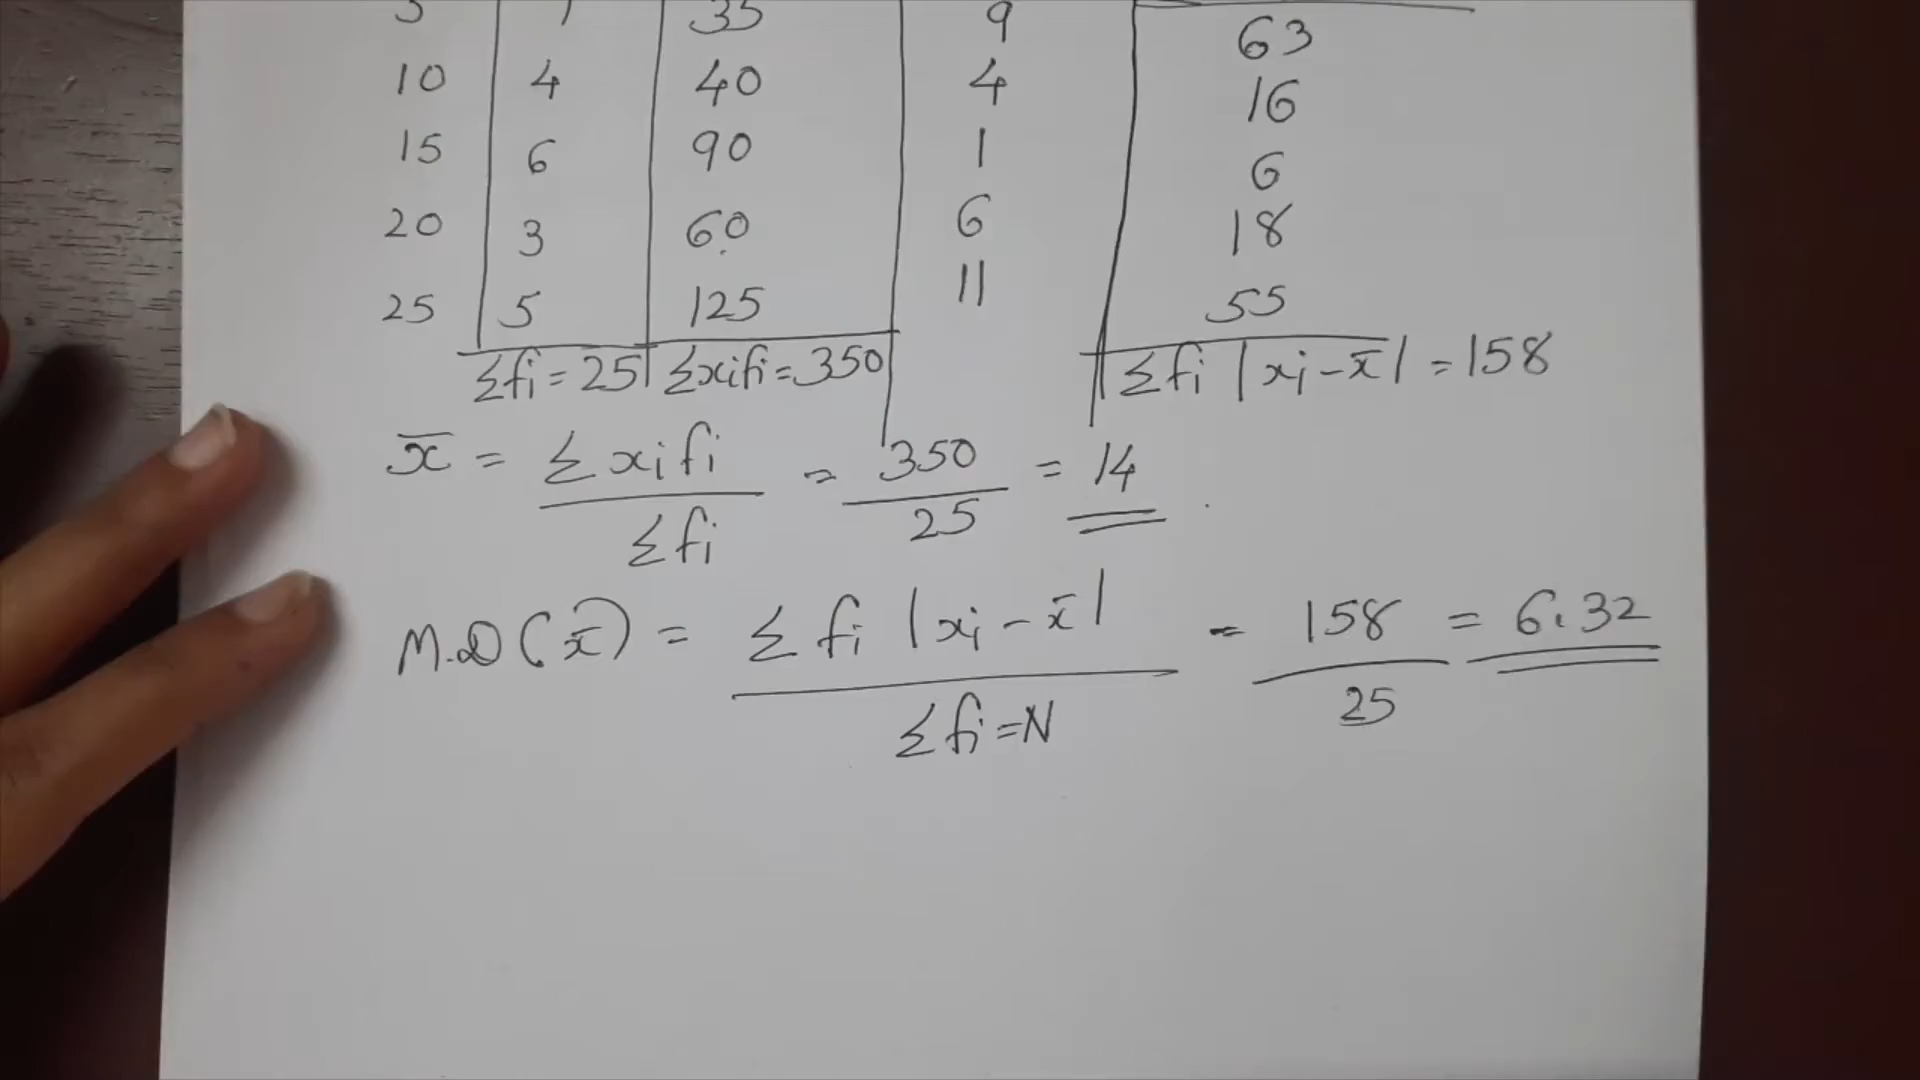 5 7 35 9 63
10 4 40 4 16
15 6 90 1 6
20 3 60 6 18
25 5 125 11 55
Σfi = 25 Σxifi = 350 Σfi |xi - x̄| = 158
x̄ = Σxifi / Σfi = 350 / 25 = 14
M.D(x̄) = Σfi |xi - x̄| / Σfi = N = 158 / 25 = 6.32